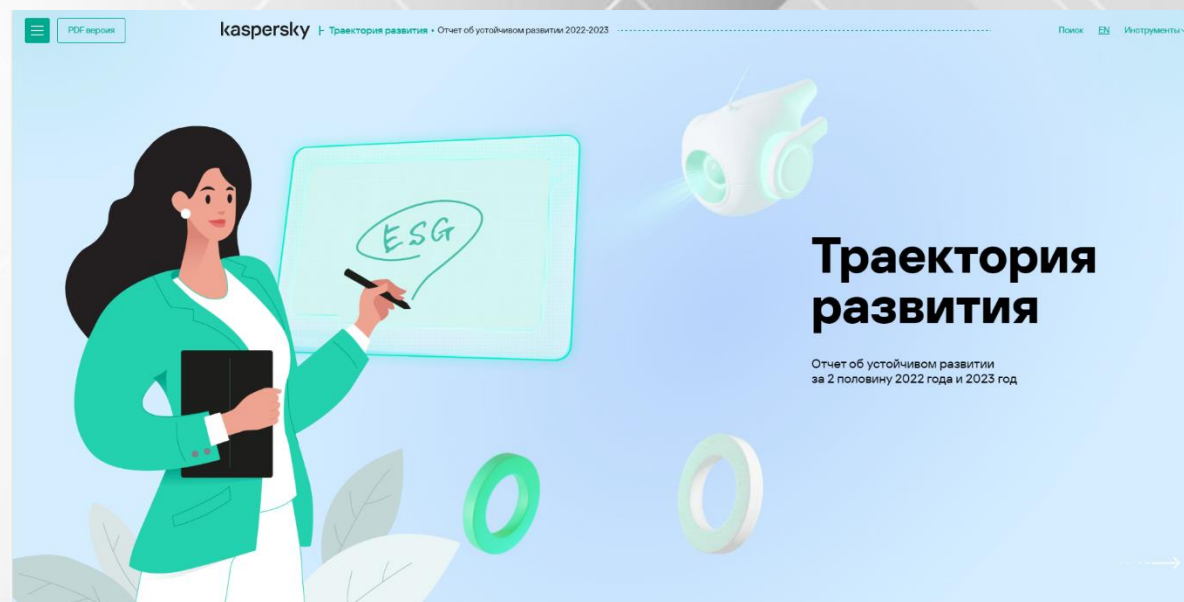 PDF версия
kaspersky
Траектория развития • Отчет об устойчивом развитии 2022-2023
Поиск EN Инструменты
ESG
Траектория
развития
Отчет об устойчивом развитии
за 2 половину 2022 года и 2023 год